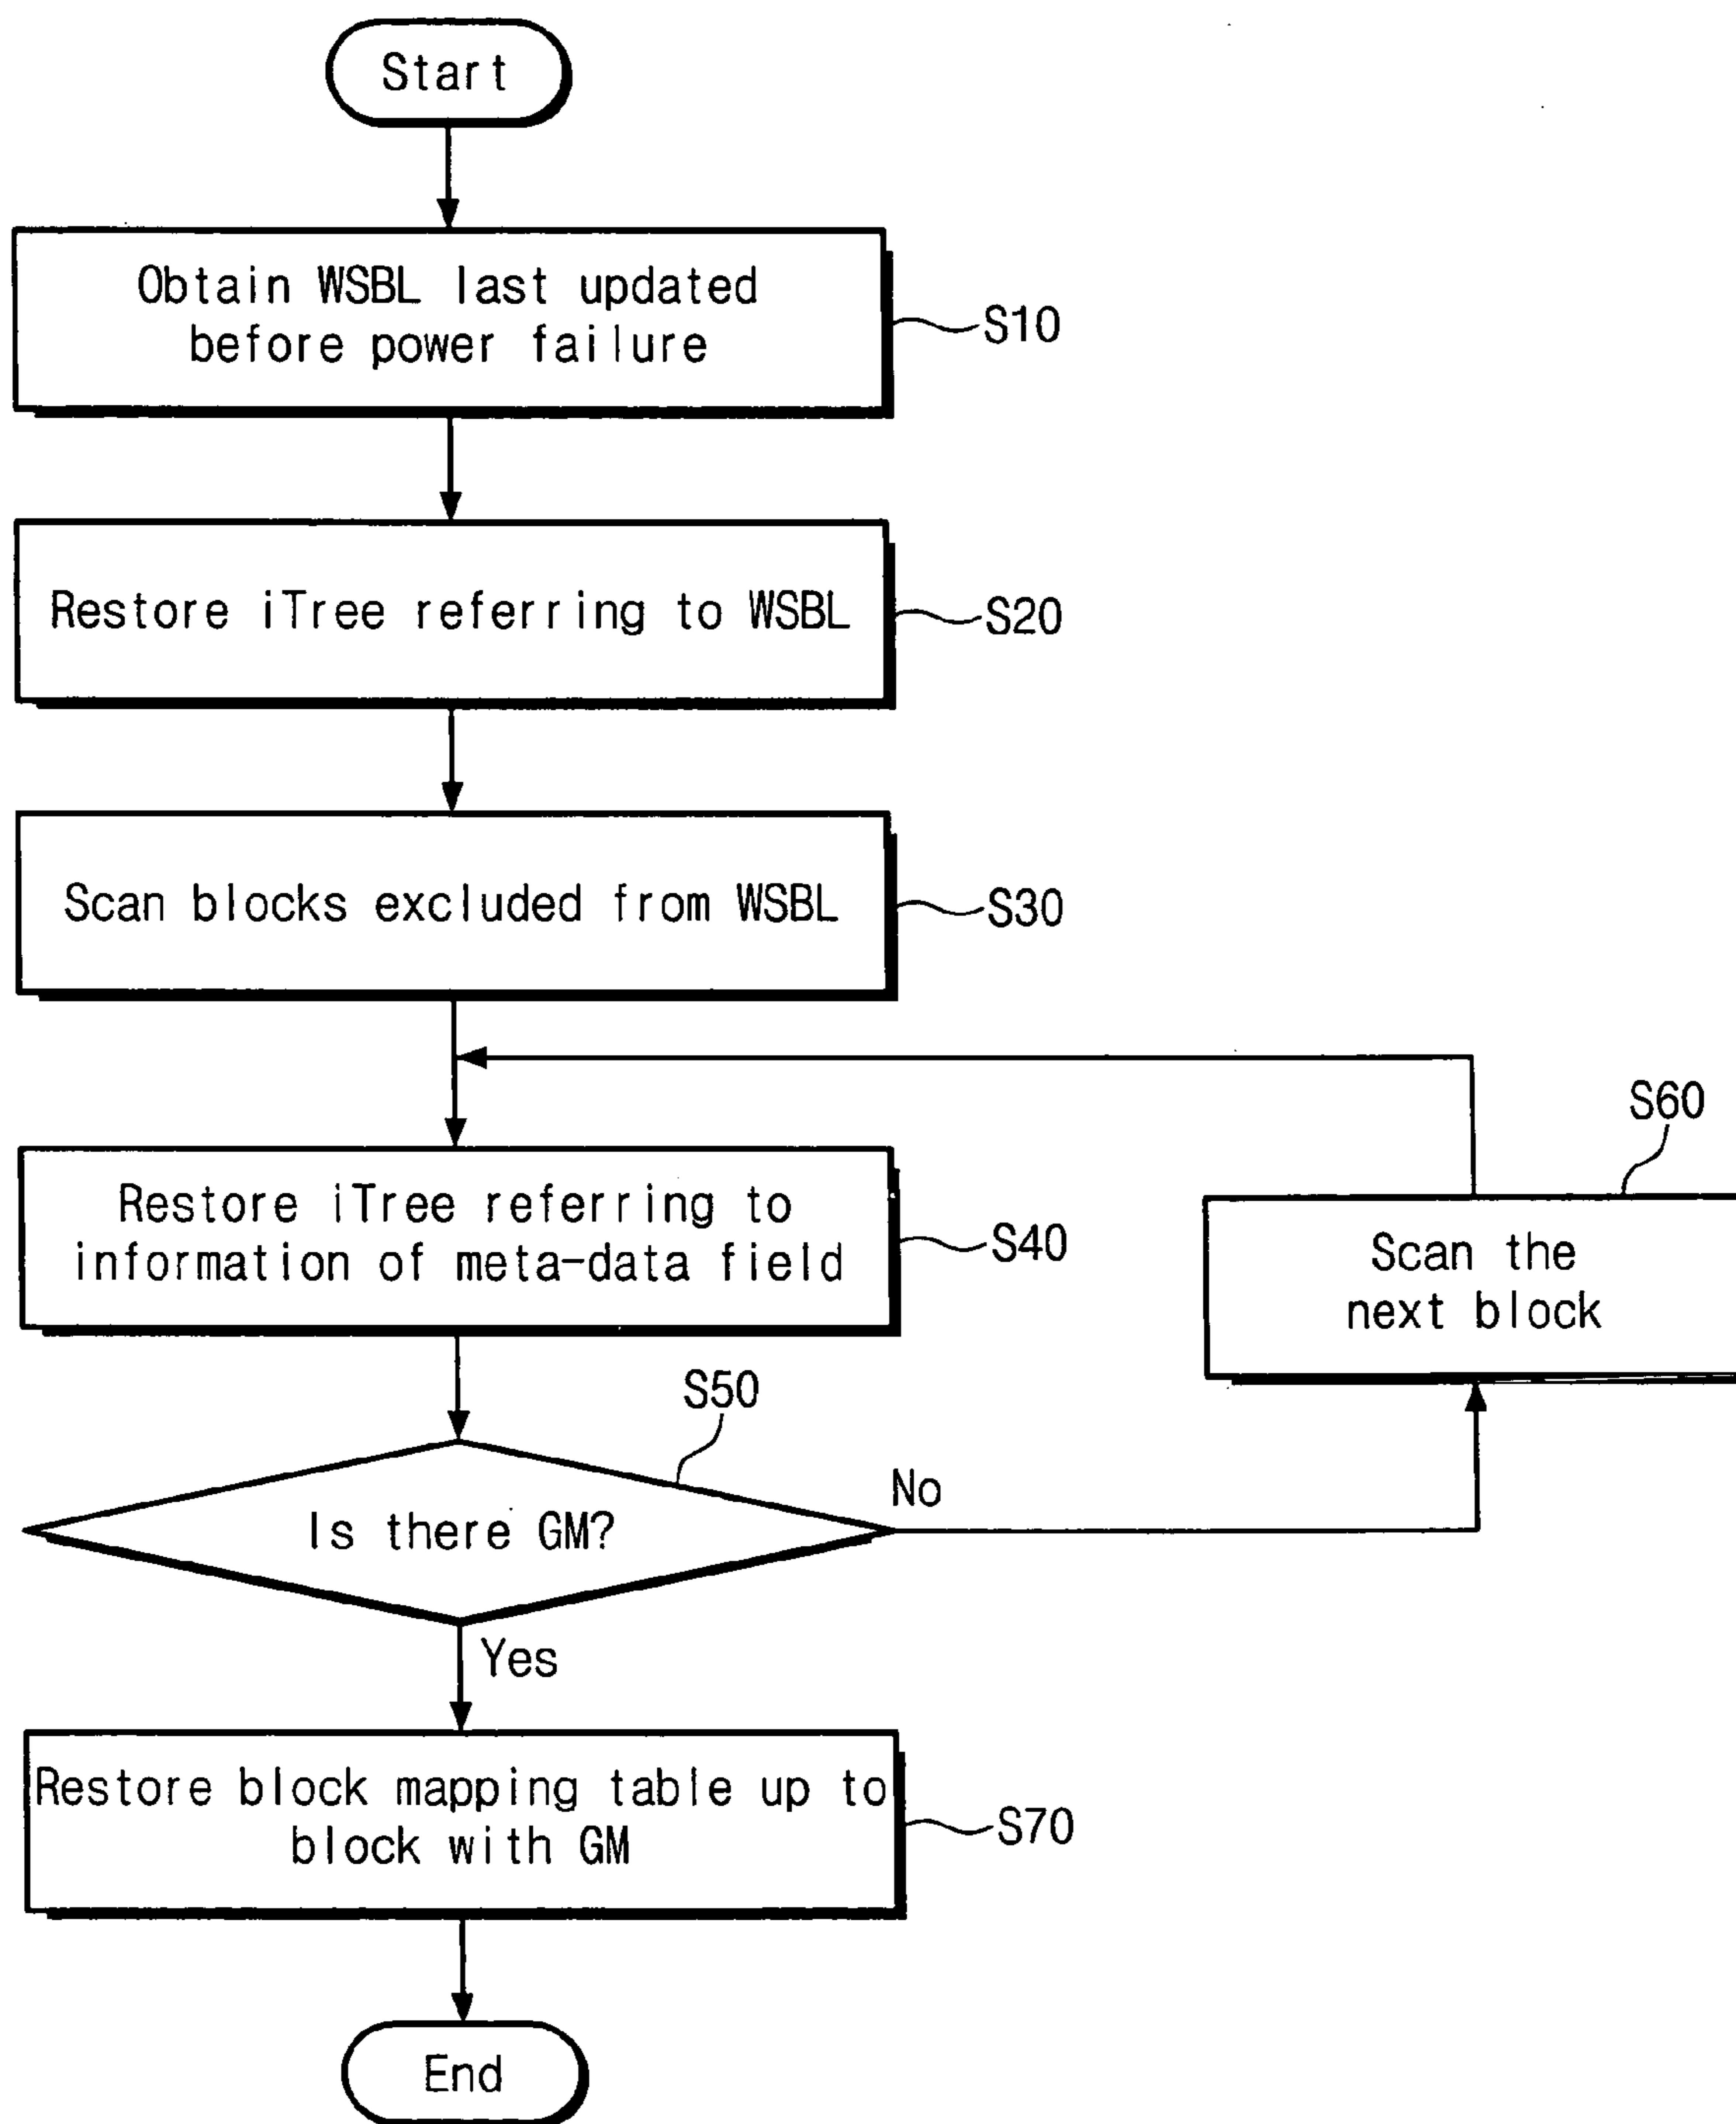 Start
Obtain WSBL last updated
before power failure
S10
Restore iTree referring to WSBL
S20
Scan blocks excluded from WSBL
S30
S60
Restore iTree referring to
information of meta-data field
S40
Scan the
next block
S50
No
Is there GM?
Yes
Restore block mapping table up to
block with GM
S70
End